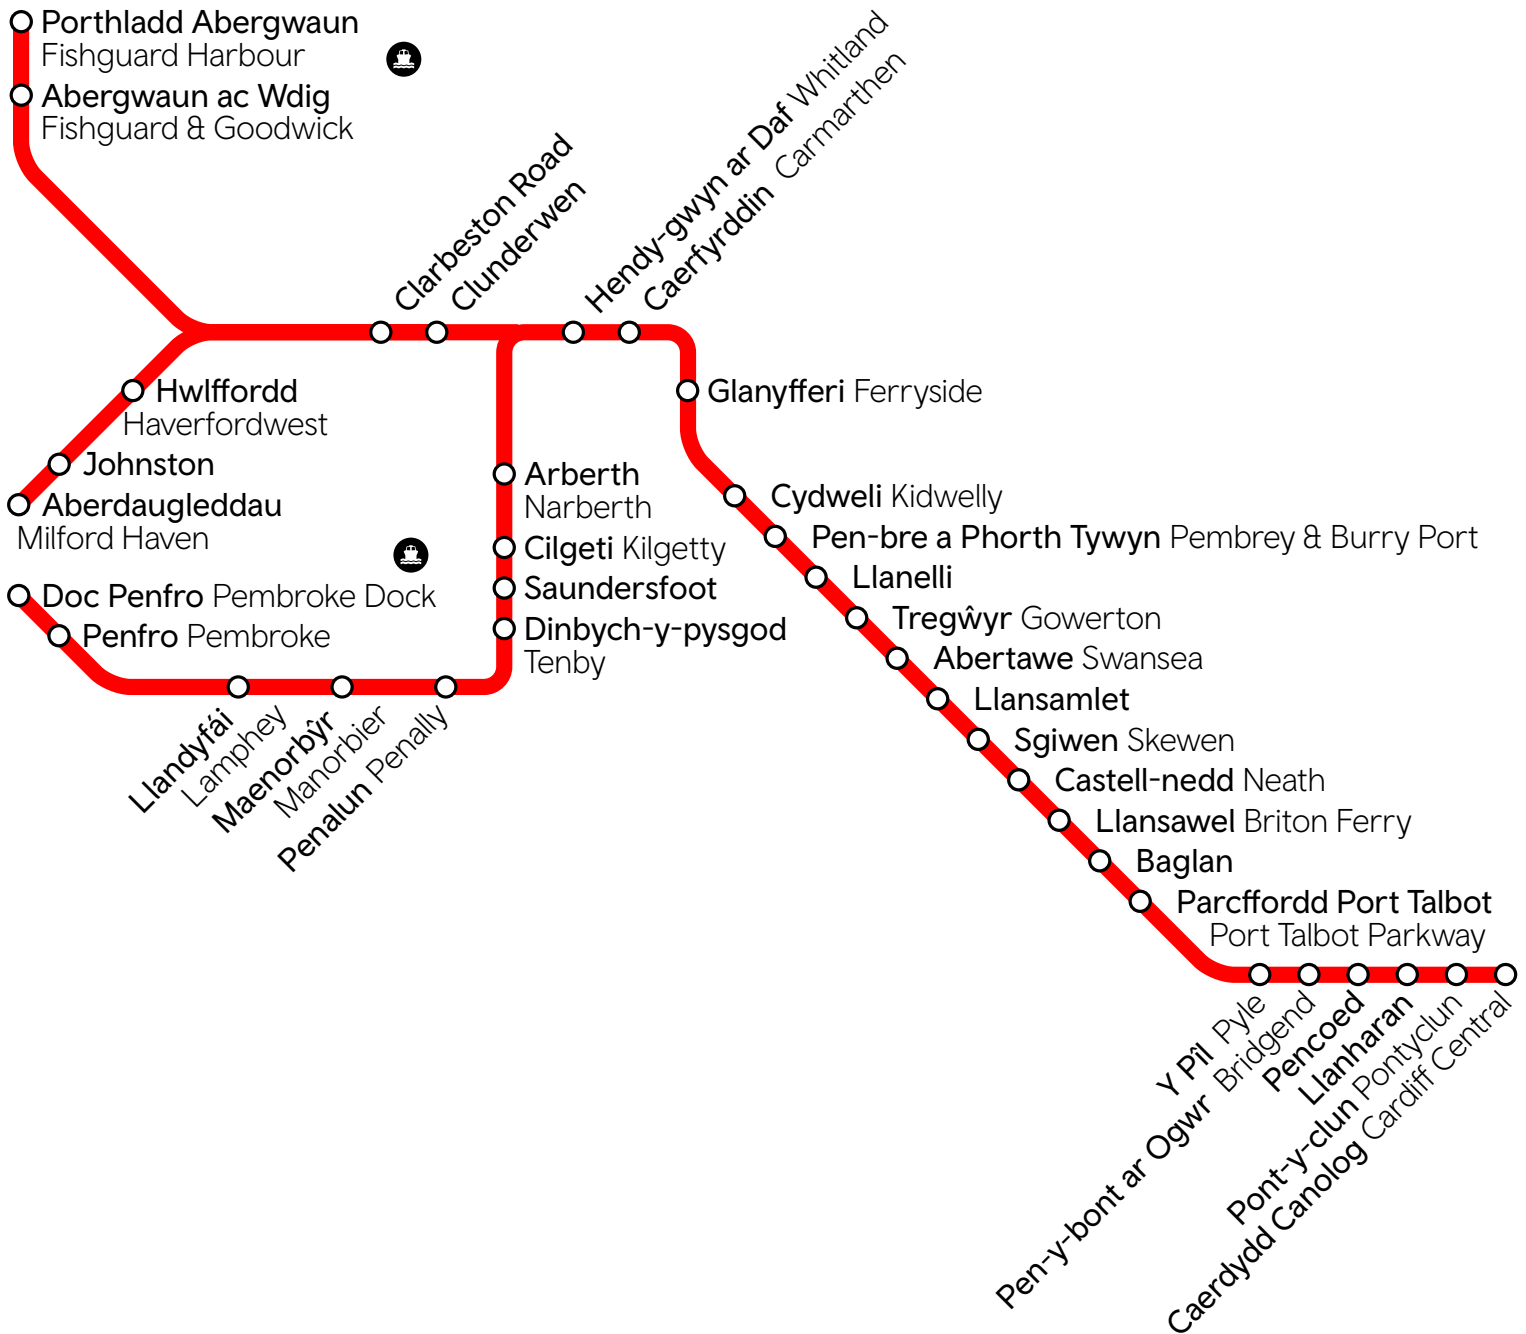 Porthladd Abergwaun
Fishguard Harbour
Abergwaun ac Wdig
Fishguard & Goodwick
Clarbeston Road
Clunderwen
Hendy-gwyn ar Daf Whitland
Caerfyrddin Carmarthen
Hwlffordd
Haverfordwest
Johnston
Aberdaugleddau
Milford Haven
Doc Penfro Pembroke Dock
Penfro Pembroke
Llandyfái
Lamphey
Maenorbŷr
Manorbier
Penalun Penally
Arberth
Narberth
Cilgeti Kilgetty
Saundersfoot
Dinbych-y-pysgod
Tenby
Glanyfferi Ferryside
Cydweli Kidwelly
Pen-bre a Phorth Tywyn Pembrey & Burry Port
Llanelli
Tregŵyr Gowerton
Abertawe Swansea
Llansamlet
Sgiwen Skewen
Castell-nedd Neath
Llansawel Briton Ferry
Baglan
Parcffordd Port Talbot
Port Talbot Parkway
Y Pîl Pyle
Pen-y-bont ar Ogwr Bridgend
Pencoed
Llanharan
Pont-y-clun Pontyclun
Caerdydd Canolog Cardiff Central